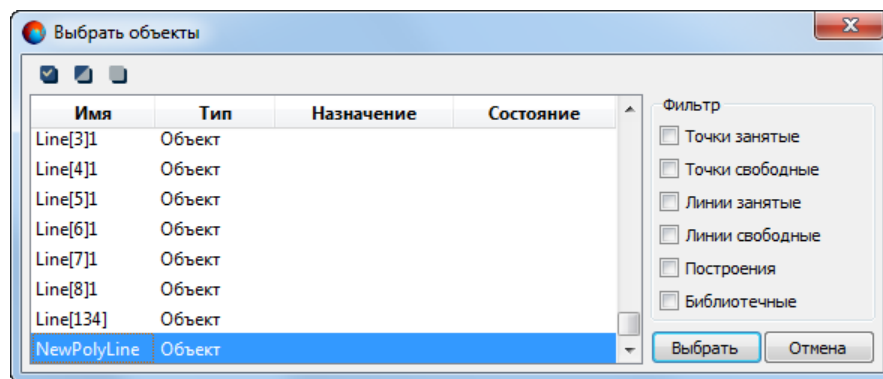 Выбрать объекты
Имя Тип Назначение Состояние
Line[3]1 Объект
Line[4]1 Объект
Line[5]1 Объект
Line[6]1 Объект
Line[7]1 Объект
Line[8]1 Объект
Line[134] Объект
NewPolyLine Объект
Фильтр
Точки занятые
Точки свободные
Линии занятые
Линии свободные
Построения
Библиотечные
Выбрать Отмена